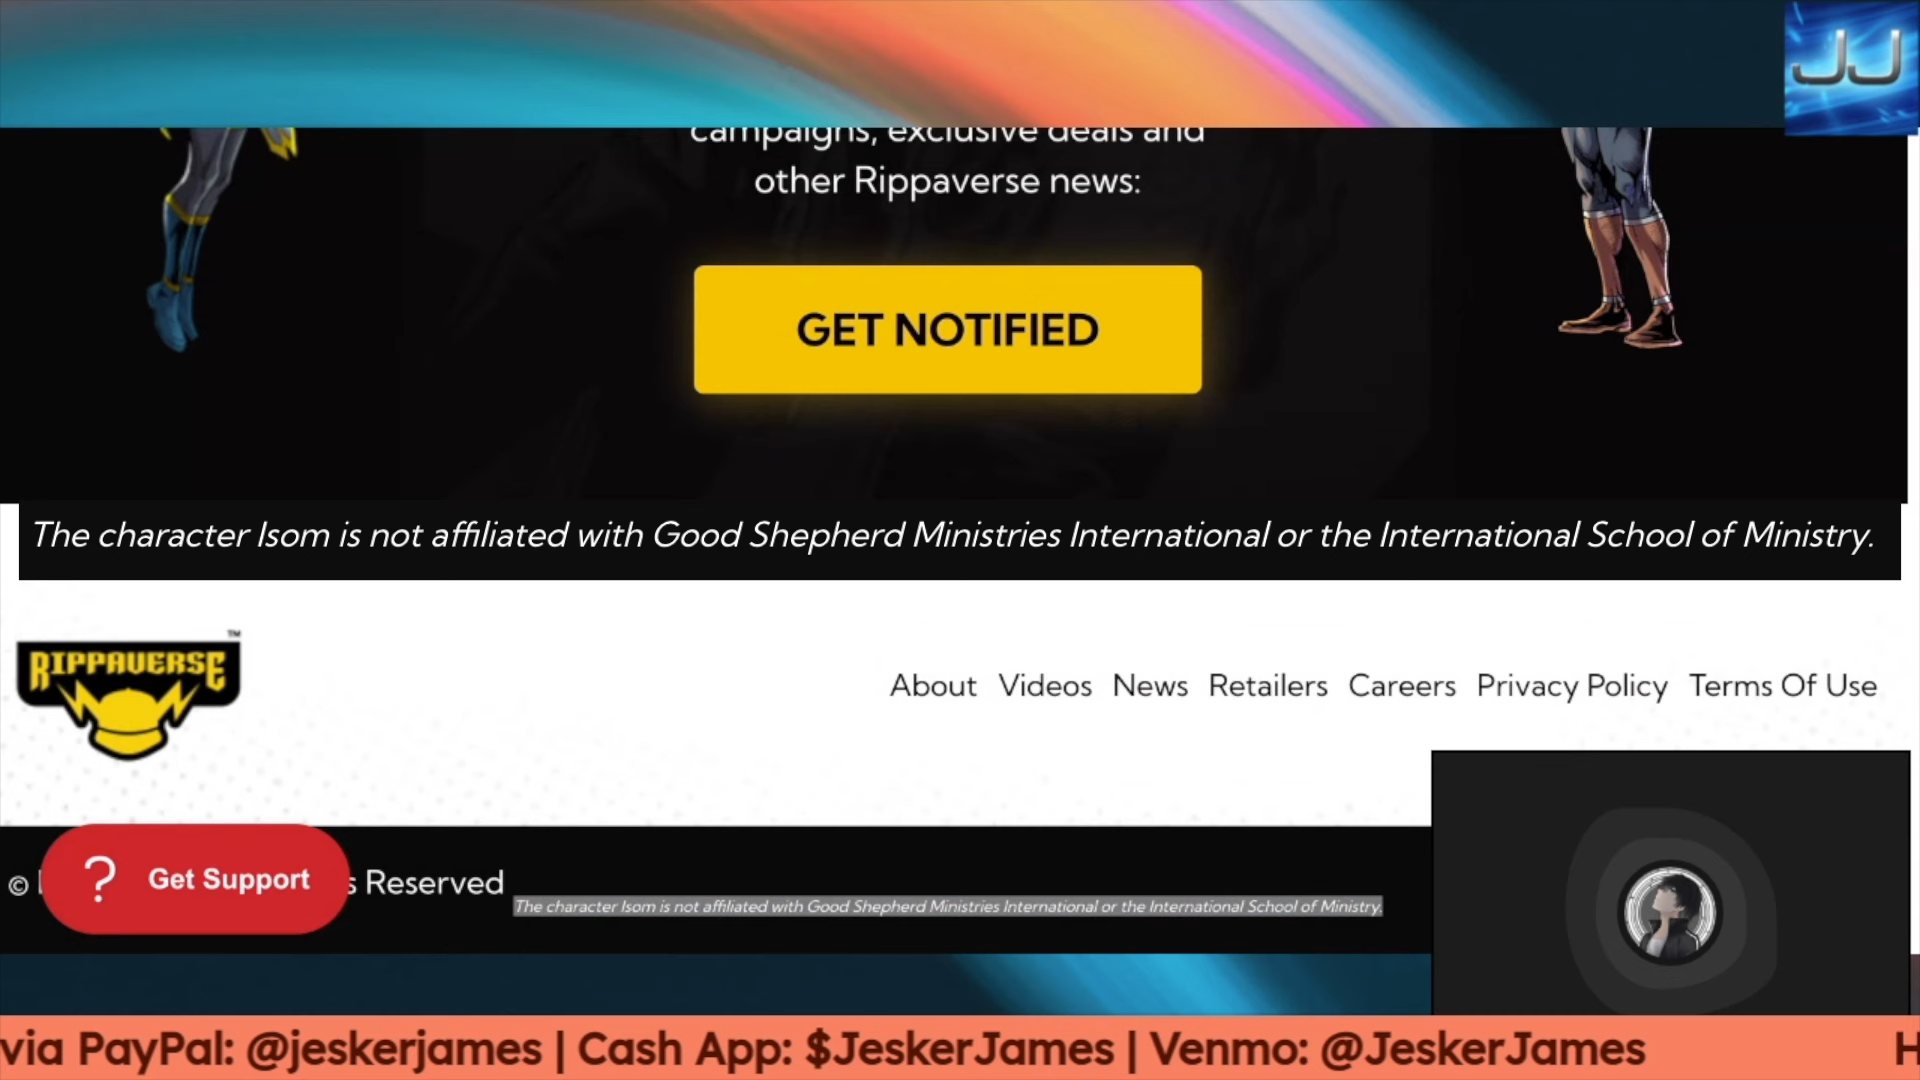 JJ
campaigns, exclusive deals and
other Rippaverse news:
GET NOTIFIED
The character Isom is not affiliated with Good Shepherd Ministries International or the International School of Ministry.
RIPPAVERSE™
About Videos News Retailers Careers Privacy Policy Terms Of Use
? Get Support
© s Reserved
The character Isom is not affiliated with Good Shepherd Ministries International or the International School of Ministry.
via PayPal: @jeskerjames | Cash App: $JeskerJames | Venmo: @JeskerJames H